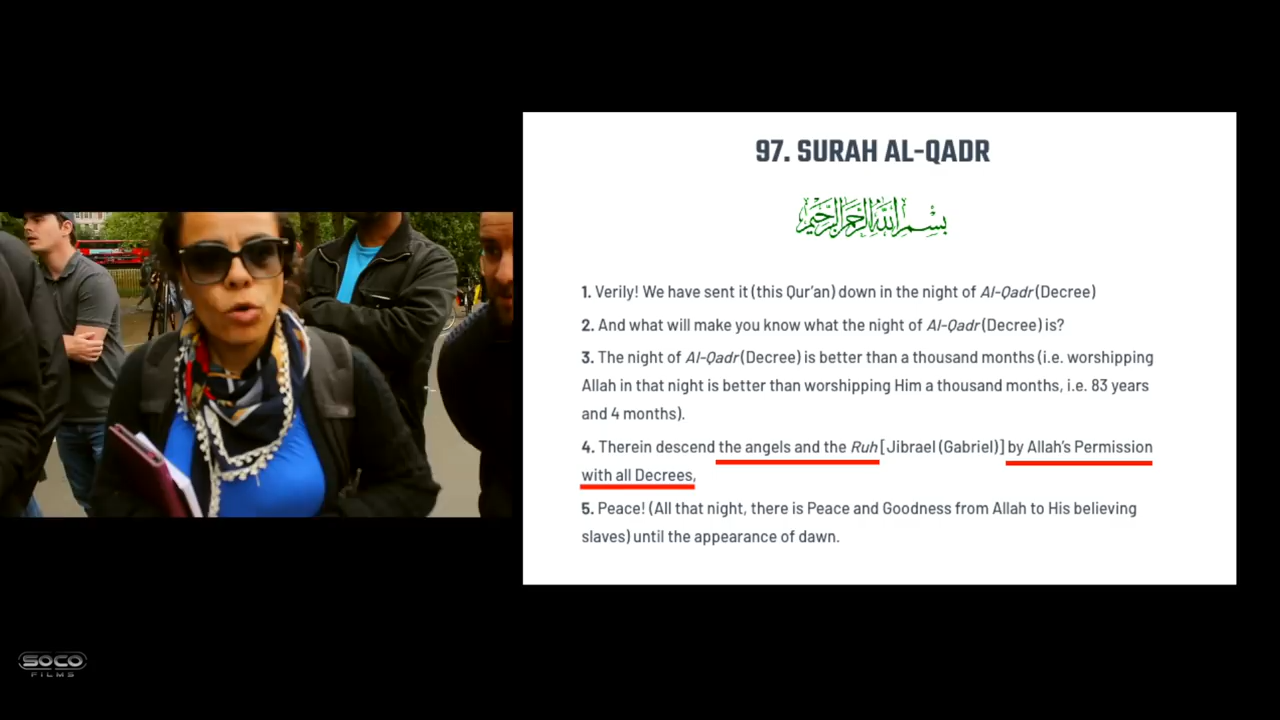 97. SURAH AL-QADR
بسم الله الرحمن الرحيم
1. Verily! We have sent it (this Qur'an) down in the night of Al-Qadr (Decree)
2. And what will make you know what the night of Al-Qadr (Decree) is?
3. The night of Al-Qadr (Decree) is better than a thousand months (i.e. worshipping
Allah in that night is better than worshipping Him a thousand months, i.e. 83 years
and 4 months).
4. Therein descend the angels and the Ruh [Jibrael (Gabriel)] by Allah's Permission
with all Decrees,
5. Peace! (All that night, there is Peace and Goodness from Allah to His believing
slaves) until the appearance of dawn.
SOCO
FILMS